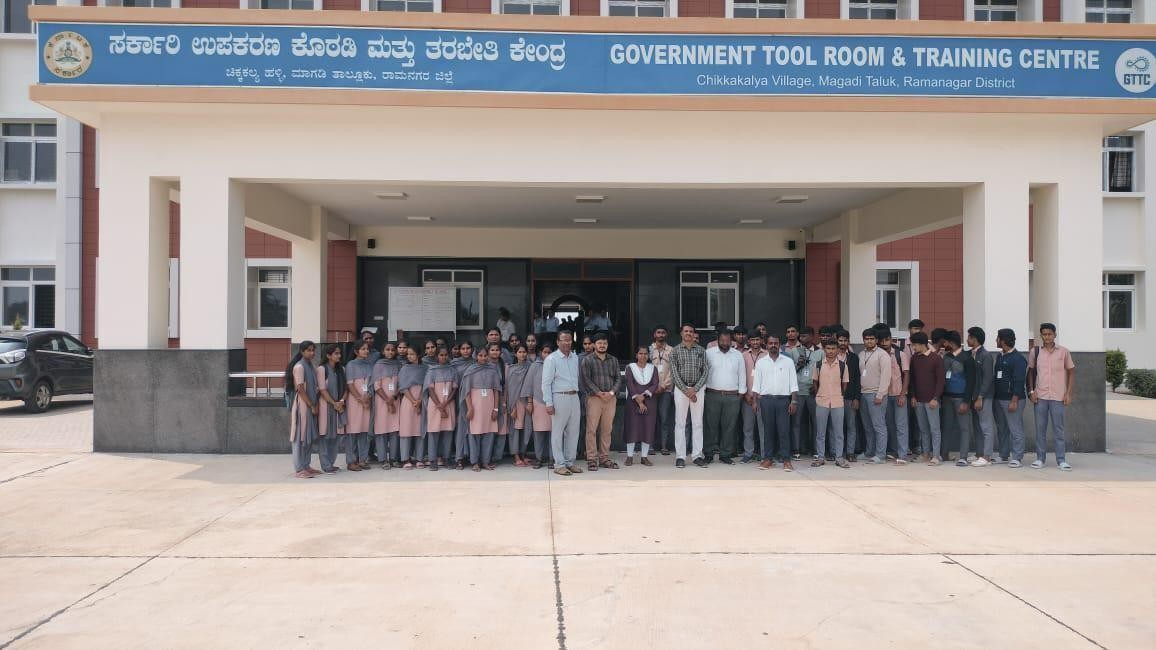 ಸರ್ಕಾರಿ ಉಪಕರಣ ಕೊಠಡಿ ಮತ್ತು ತರಬೇತಿ ಕೇಂದ್ರ
ಚಿಕ್ಕಕಲ್ಯ ಹಳ್ಳಿ, ಮಾಗಡಿ ತಾಲ್ಲೂಕು, ರಾಮನಗರ ಜಿಲ್ಲೆ
GOVERNMENT TOOL ROOM & TRAINING CENTRE
Chikkakalya Village, Magadi Taluk, Ramanagar District
GTTC